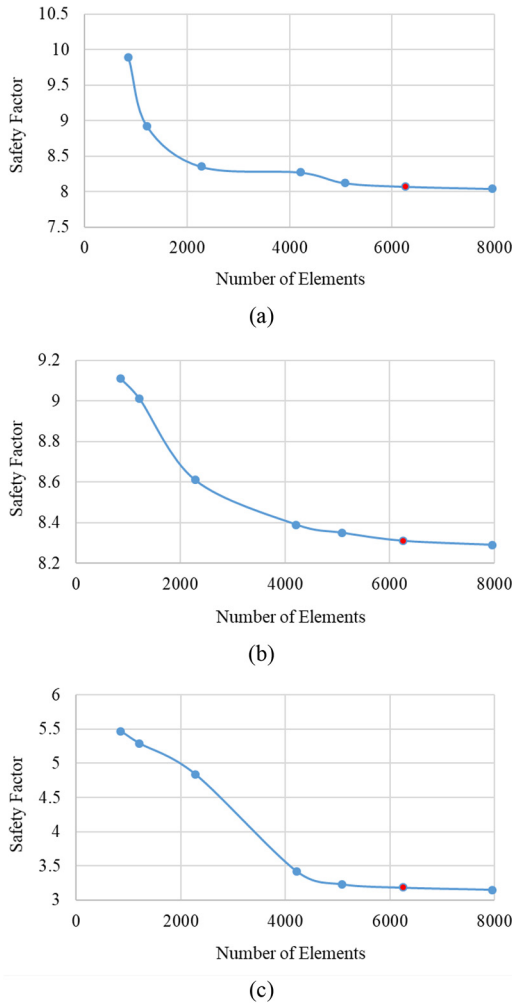 10.5
10
9.5
9
8.5
8
7.5
0 2000 4000 6000 8000
Safety Factor
Number of Elements
(a)
9.2
9
8.8
8.6
8.4
8.2
0 2000 4000 6000 8000
Safety Factor
Number of Elements
(b)
6
5.5
5
4.5
4
3.5
3
0 2000 4000 6000 8000
Safety Factor
Number of Elements
(c)